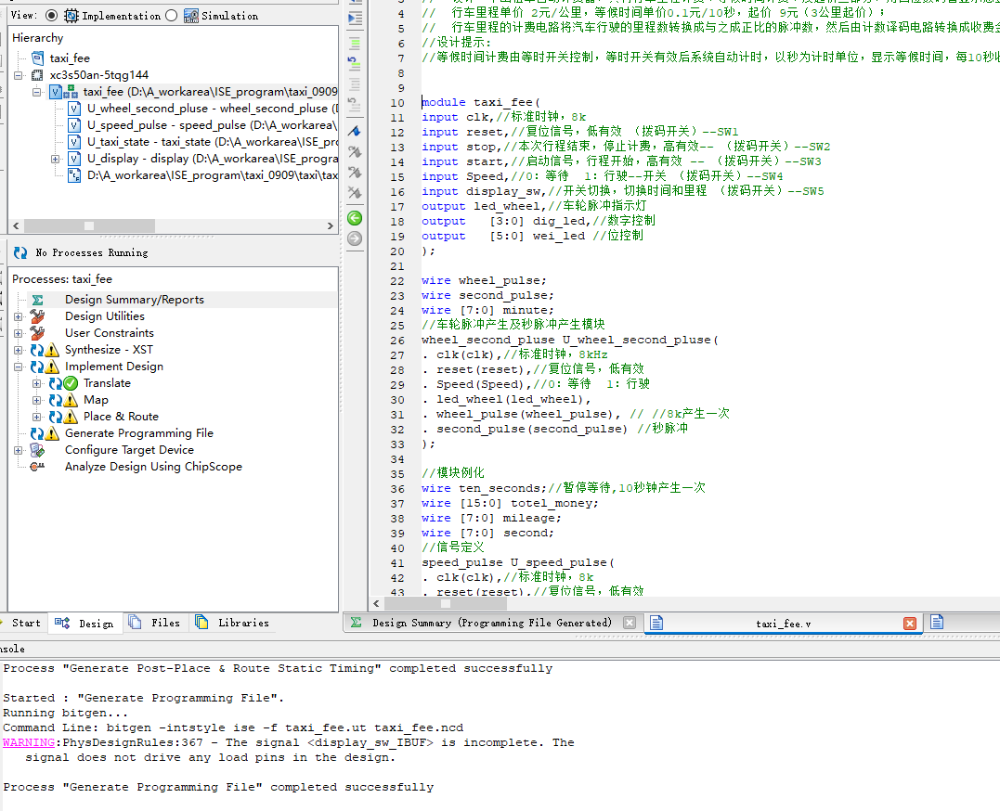 View: Implementation Simulation
Hierarchy
taxi_fee
xc3s50an-5tqg144
taxi_fee (D:\A_workarea\ISE_program\taxi_0909
U_wheel_second_pluse - wheel_second_pluse (D
U_speed_pulse - speed_pulse (D:\A_workarea\
U_taxi_state - taxi_state (D:\A_workarea\ISE_pro
U_display - display (D:\A_workarea\ISE_progra
D:\A_workarea\ISE_program\taxi_0909\taxi\tax
No Processes Running
Processes: taxi_fee
Design Summary/Reports
Design Utilities
User Constraints
Synthesize - XST
Implement Design
Translate
Map
Place & Route
Generate Programming File
Configure Target Device
Analyze Design Using ChipScope
Start Design Files Libraries
4 // 行车里程单价 2元/公里，等候时间单价0.1元/10秒，起价 9元（3公里起价）；
5 // 行车里程的计费电路将汽车行驶的里程数转换成与之成正比的脉冲数，然后由计数译码电路转换成收费金
6 //设计提示：
7 //等候时间计费由等时开关控制，等时开关有效后系统自动计时，以秒为计时单位，显示等候时间，每10秒收
8
9
10 module taxi_fee(
11 input clk,//标准时钟，8k
12 input reset,//复位信号，低有效 （拨码开关）--SW1
13 input stop,//本次行程结束，停止计费，高有效-- （拨码开关）--SW2
14 input start,//启动信号，行程开始，高有效 -- （拨码开关）--SW3
15 input Speed,//0：等待 1：行驶--开关 （拨码开关）--SW4
16 input display_sw,//开关切换，切换时间和里程 （拨码开关）--SW5
17 output led_wheel,//车轮脉冲指示灯
18 output [3:0] dig_led,//数字控制
19 output [5:0] wei_led //位控制
20 );
21
22 wire wheel_pulse;
23 wire second_pulse;
24 wire [7:0] minute;
25 //车轮脉冲产生及秒脉冲产生模块
26 wheel_second_pluse U_wheel_second_pluse(
27 . clk(clk),//标准时钟，8kHz
28 . reset(reset),//复位信号，低有效
29 . Speed(Speed),//0：等待 1：行驶
30 . led_wheel(led_wheel),
31 . wheel_pulse(wheel_pulse), // //8k产生一次
32 . second_pulse(second_pulse) //秒脉冲
33 );
34
35 //模块例化
36 wire ten_seconds;//暂停等待,10秒钟产生一次
37 wire [15:0] totel_money;
38 wire [7:0] mileage;
39 wire [7:0] second;
40 //信号定义
41 speed_pulse U_speed_pulse(
42 . clk(clk),//标准时钟，8k
43 . reset(reset),//复位信号，低有效
Design Summary (Programming File Generated) taxi_fee.v
nsole
Process "Generate Post-Place & Route Static Timing" completed successfully
Started : "Generate Programming File".
Running bitgen...
Command Line: bitgen -intstyle ise -f taxi_fee.ut taxi_fee.ncd
WARNING:PhysDesignRules:367 - The signal <display_sw_IBUF> is incomplete. The
signal does not drive any load pins in the design.
Process "Generate Programming File" completed successfully